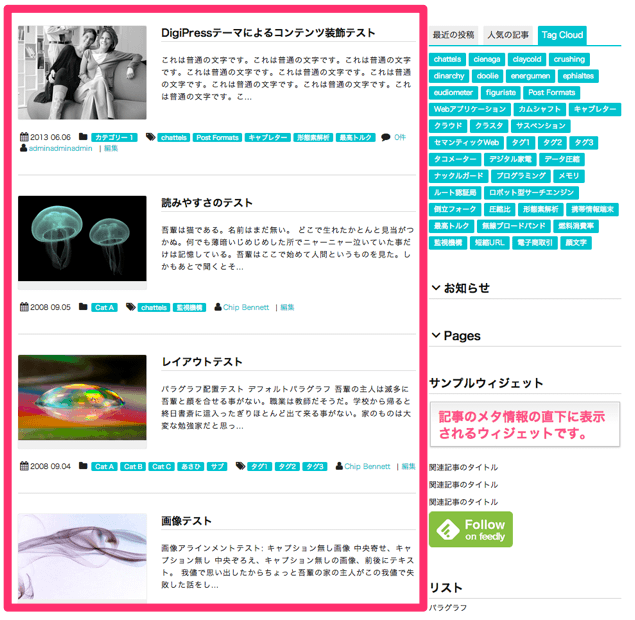 DigiPressテーマによるコンテンツ装飾テスト
これは普通の文字です。これは普通の文字です。これは普通の文字で
す。これは普通の文字です。これは普通の文字です。これは普通の文字
です。これは普通の文字です。これは普通の文字です。これは普通の文字です。これ
は普通の文字です。こ...
2013 06.06 カテゴリー 1 chattels Post Formats キャブレター 形態素解析 最高トルク 0件
adminadminadmin | 編集
読みやすさのテスト
吾輩は猫である。名前はまだ無い。 どこで生れたかとんと見当がつ
かぬ。何でも薄暗いじめじめした所でニャーニャー泣いていた事だ
けは記憶している。吾輩はここで始めて人間というものを見た。し
かもあとで聞くとそ...
2008 09.05 Cat A chattels 監視機構 Chip Bennett | 編集
レイアウトテスト
パラグラフ配置テスト デフォルトパラグラフ 吾輩の主人は滅多に
吾輩と顔を合せる事がない。職業は教師だそうだ。学校から帰ると
終日書斎に這入ったぎりほとんど出て来る事がない。家のものは大
変な勉強家だと思っ...
2008 09.04 Cat A Cat B Cat C あさひ サブ タグ1 タグ2 タグ3 Chip Bennett | 編集
画像テスト
画像アラインメントテスト: キャプション無し画像 中央寄せ、キャ
プション無し 中央ぞろえ、キャプション無しの画像、前後にテキス
ト。 我儘で思い出したからちょっと吾輩の家の主人がこの我儘で失
敗した話をし...
最近の投稿 人気の記事 Tag Cloud
chattels cienaga claycold crushing
dinarchy doolie energumen ephialtes
eudiometer figuriste Post Formats
Webアプリケーション カムシャフト キャブレター
クラウド クラスタ サスペンション
セマンティックWeb タグ1 タグ2 タグ3
タコメーター デジタル家電 データ圧縮
ナックルガード プログラミング メモリ
ルート認証局 ロボット型サーチエンジン
倒立フォーク 圧縮比 形態素解析 携帯情報端末
最高トルク 無線ブロードバンド 燃料消費率
監視機構 短縮URL 電子商取引 顔文字
お知らせ
Pages
サンプルウィジェット
記事のメタ情報の直下に表示
されるウィジェットです。
関連記事のタイトル
関連記事のタイトル
関連記事のタイトル
Follow
on feedly
リスト
パラグラフ